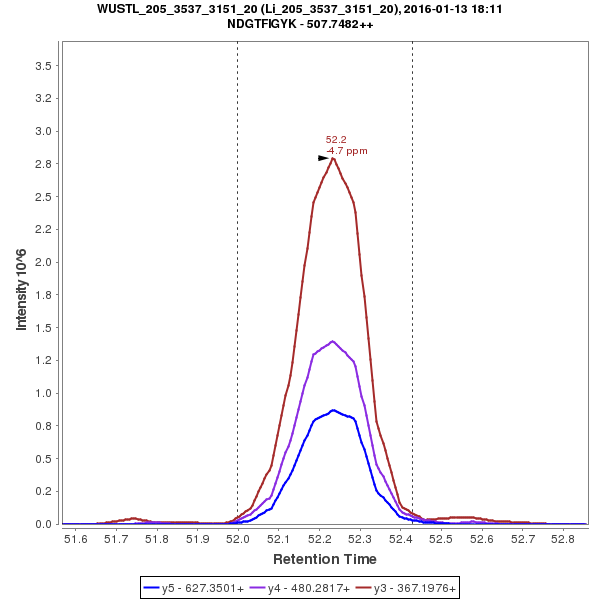 WUSTL_205_3537_3151_20 (Li_205_3537_3151_20), 2016-01-13 18:11
NDGTFIGYK - 507.7482++
52.2
-4.7 ppm
Intensity 10^6
3.5
3.2
3.0
2.8
2.5
2.2
2.0
1.8
1.5
1.2
1.0
0.8
0.5
0.2
0.0
51.6 51.7 51.8 51.9 52.0 52.1 52.2 52.3 52.4 52.5 52.6 52.7 52.8
Retention Time
y5 - 627.3501+ y4 - 480.2817+ y3 - 367.1976+